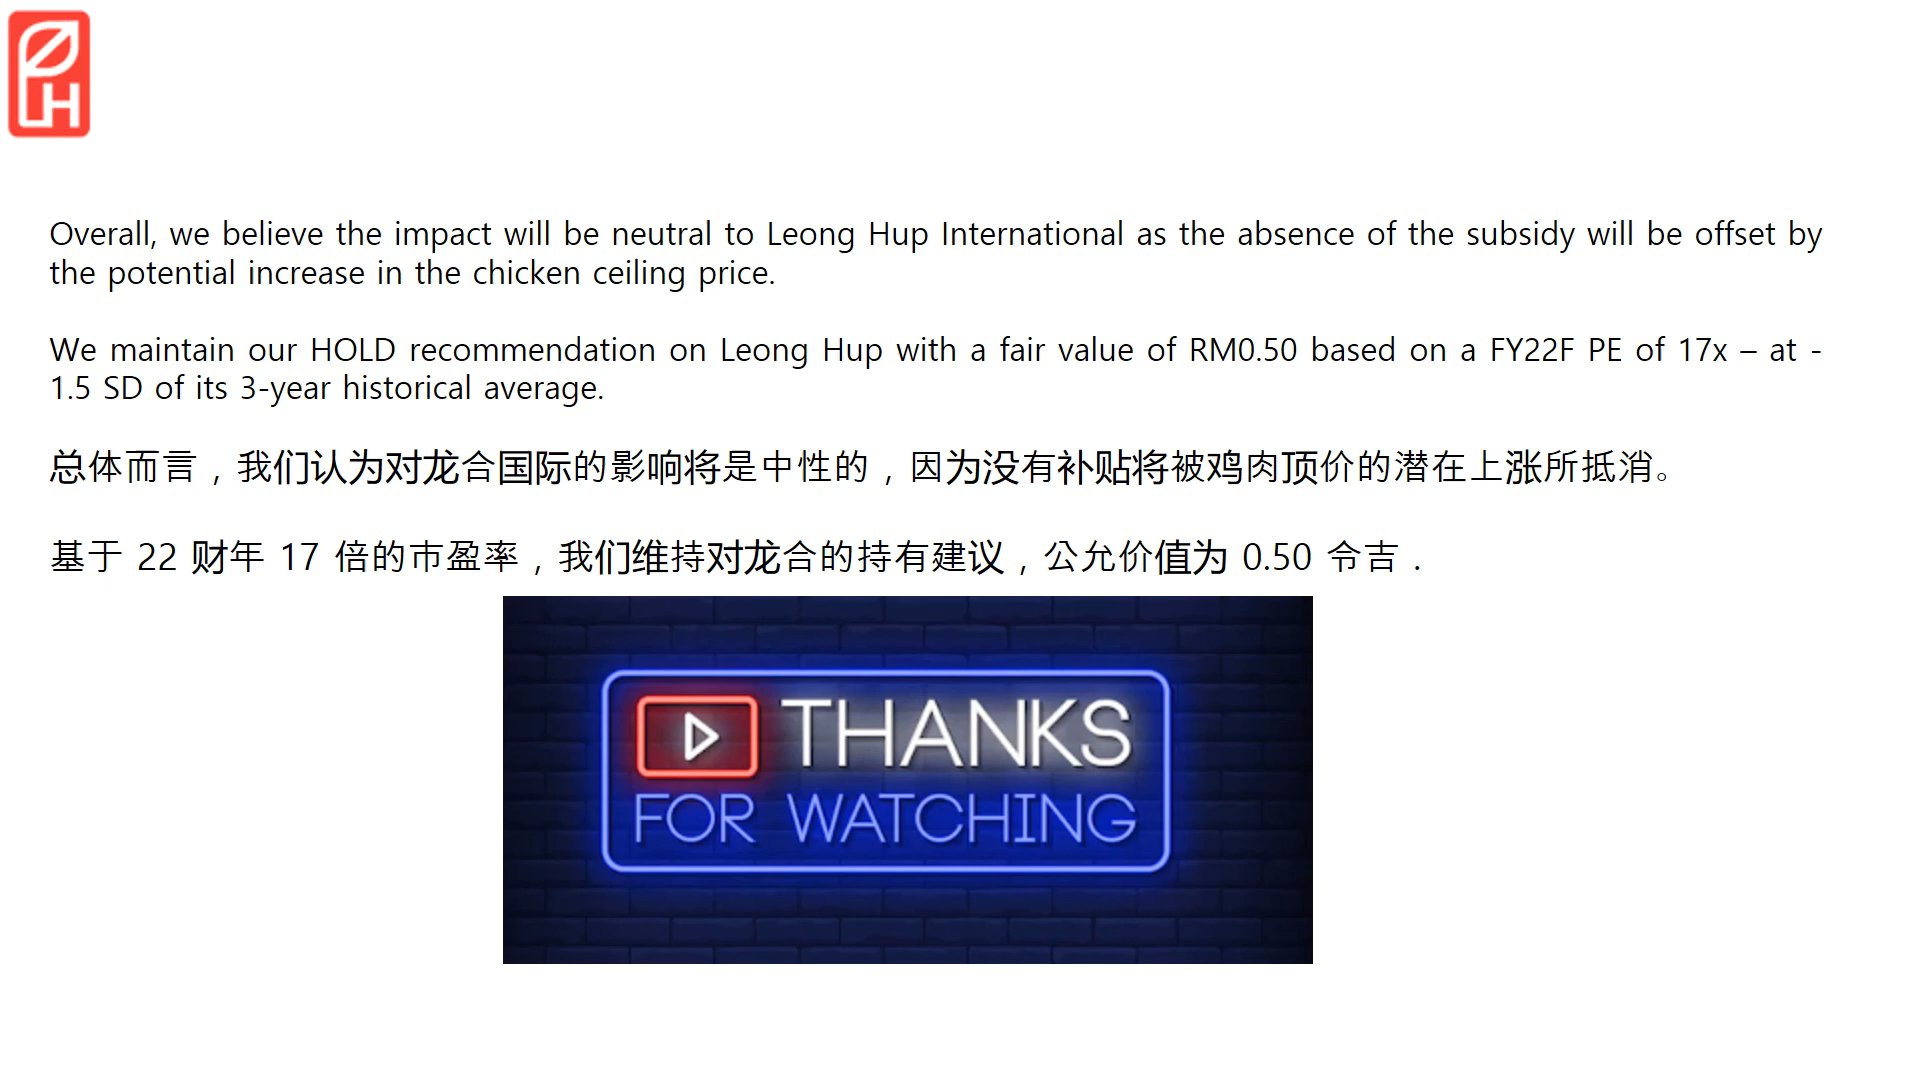 LH
Overall, we believe the impact will be neutral to Leong Hup International as the absence of the subsidy will be offset by
the potential increase in the chicken ceiling price.
We maintain our HOLD recommendation on Leong Hup with a fair value of RM0.50 based on a FY22F PE of 17x – at -
1.5 SD of its 3-year historical average.
总体而言，我们认为对龙合国际的影响将是中性的，因为没有补贴将被鸡肉顶价的潜在上涨所抵消。
基于 22 财年 17 倍的市盈率，我们维持对龙合的持有建议，公允价值为 0.50 令吉．
THANKS
FOR WATCHING